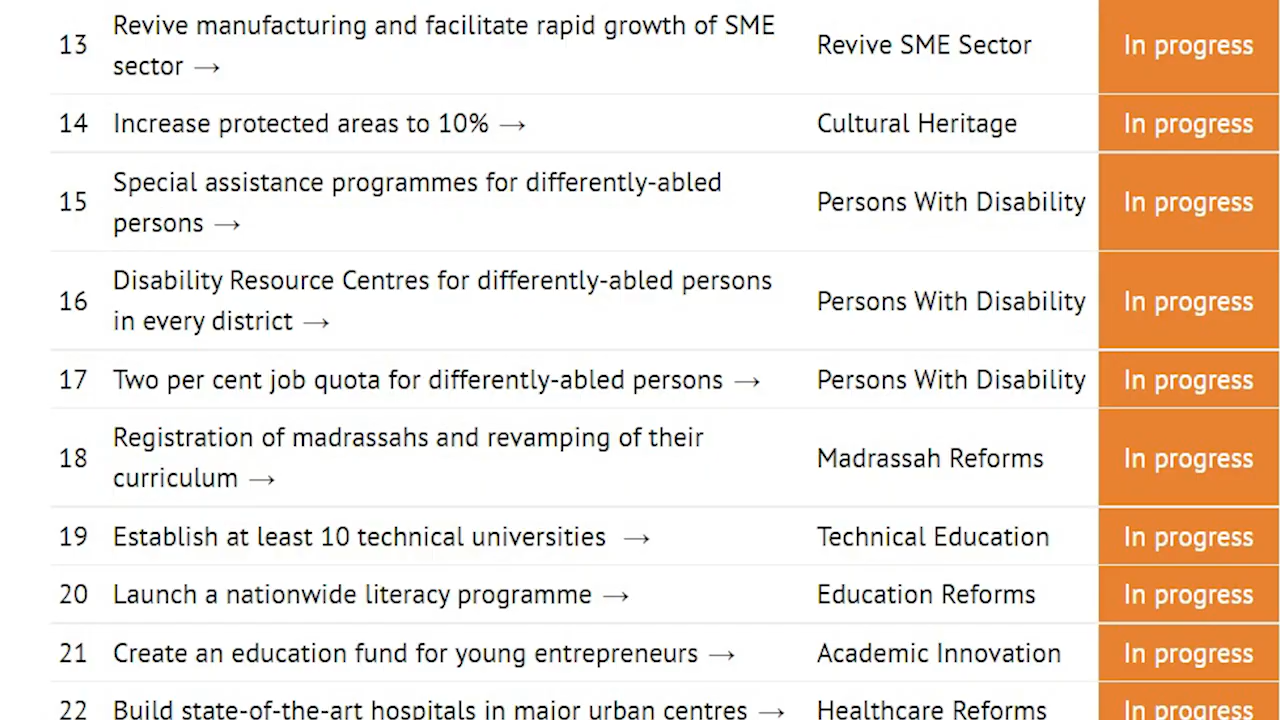 13 Revive manufacturing and facilitate rapid growth of SME sector → Revive SME Sector In progress
14 Increase protected areas to 10% → Cultural Heritage In progress
15 Special assistance programmes for differently-abled persons → Persons With Disability In progress
16 Disability Resource Centres for differently-abled persons in every district → Persons With Disability In progress
17 Two per cent job quota for differently-abled persons → Persons With Disability In progress
18 Registration of madrassahs and revamping of their curriculum → Madrassah Reforms In progress
19 Establish at least 10 technical universities → Technical Education In progress
20 Launch a nationwide literacy programme → Education Reforms In progress
21 Create an education fund for young entrepreneurs → Academic Innovation In progress
22 Build state-of-the-art hospitals in major urban centres → Healthcare Reforms In progress